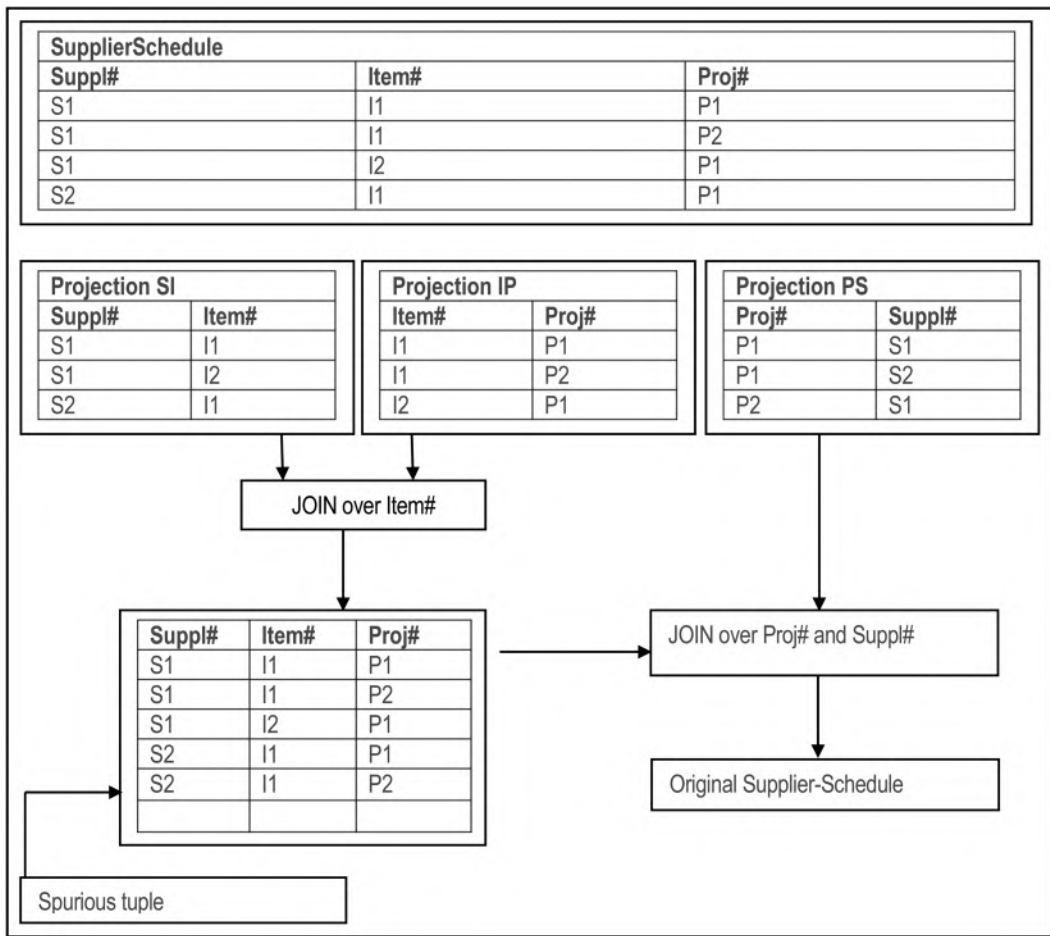 SupplierSchedule
Suppl# Item# Proj#
S1 I1 P1
S1 I1 P2
S1 I2 P1
S2 I1 P1
Projection SI
Suppl# Item#
S1 I1
S1 I2
S2 I1
Projection IP
Item# Proj#
I1 P1
I1 P2
I2 P1
Projection PS
Proj# Suppl#
P1 S1
P1 S2
P2 S1
JOIN over Item#
Suppl# Item# Proj#
S1 I1 P1
S1 I1 P2
S1 I2 P1
S2 I1 P1
S2 I1 P2
JOIN over Proj# and Suppl#
Original Supplier-Schedule
Spurious tuple